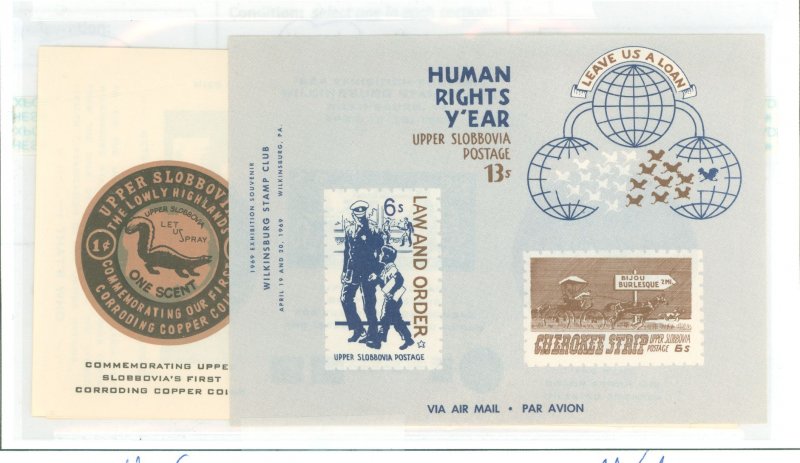 UPPER SLOBBOVIA
THE LOWLY HIGHLANDS
UPPER SLOBBOVIA
LET
US
SPRAY
1¢
ONE SCENT
COMMEMORATING OUR FIRST
CORRODING COPPER COI
COMMEMORATING UPPE
SLOBBOVIA'S FIRST
CORRODING COPPER COI
1969 EXHIBITION SOUVENIR
WILKINSBURG STAMP CLUB
APRIL 19 AND 20, 1969 WILKINSBURG, PA.
HUMAN
RIGHTS
Y'EAR
UPPER SLOBBOVIA
POSTAGE
13s
LEAVE US A LOAN
6s
LAW AND ORDER
UPPER SLOBBOVIA POSTAGE
BIJOU
BURLESQUE 2 MI.
CHEROKEE STRIP
UPPER SLOBBOVIA
POSTAGE 6s
VIA AIR MAIL • PAR AVION